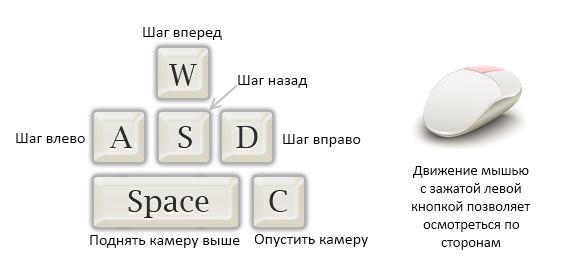 Шаг вперед
W
Шаг назад
Шаг влево
A
S
D
Шаг вправо
Space
C
Поднять камеру выше
Опустить камеру
Движение мышью
с зажатой левой
кнопкой позволяет
осмотреться по
сторонам